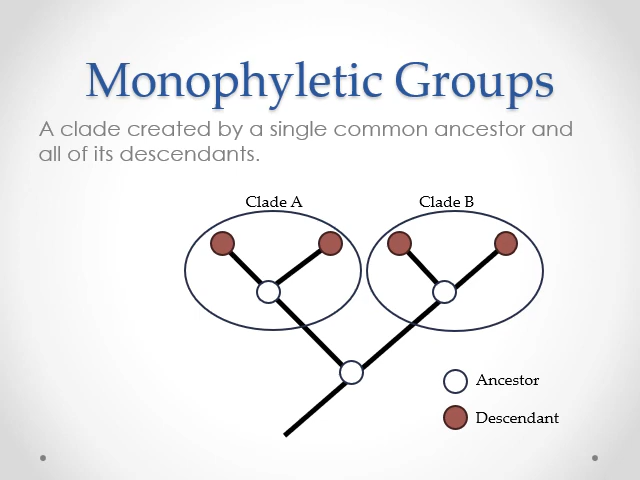 Monophyletic Groups
A clade created by a single common ancestor and
all of its descendants.
Clade A
Clade B
Ancestor
Descendant